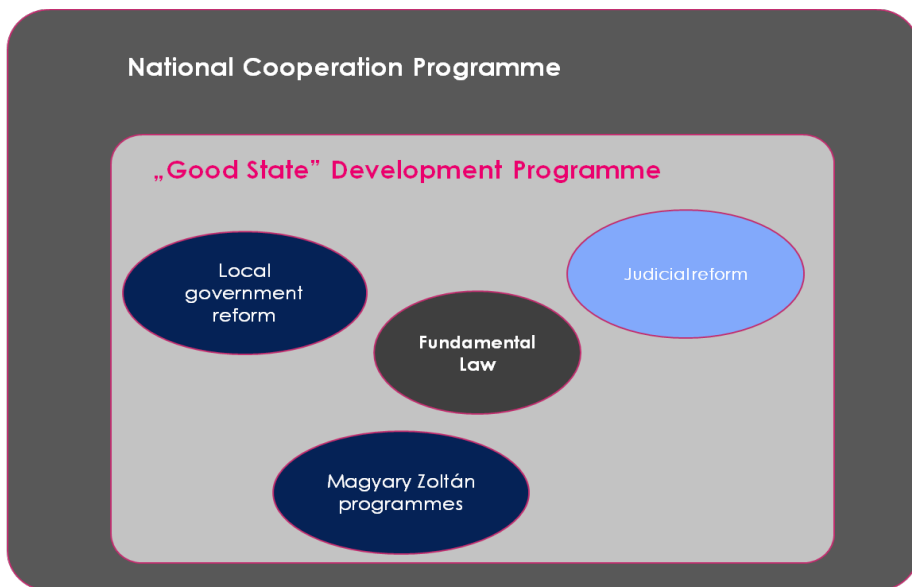 National Cooperation Programme
„Good State” Development Programme
Local
government
reform
Judicialreform
Fundamental
Law
Magyary Zoltán
programmes